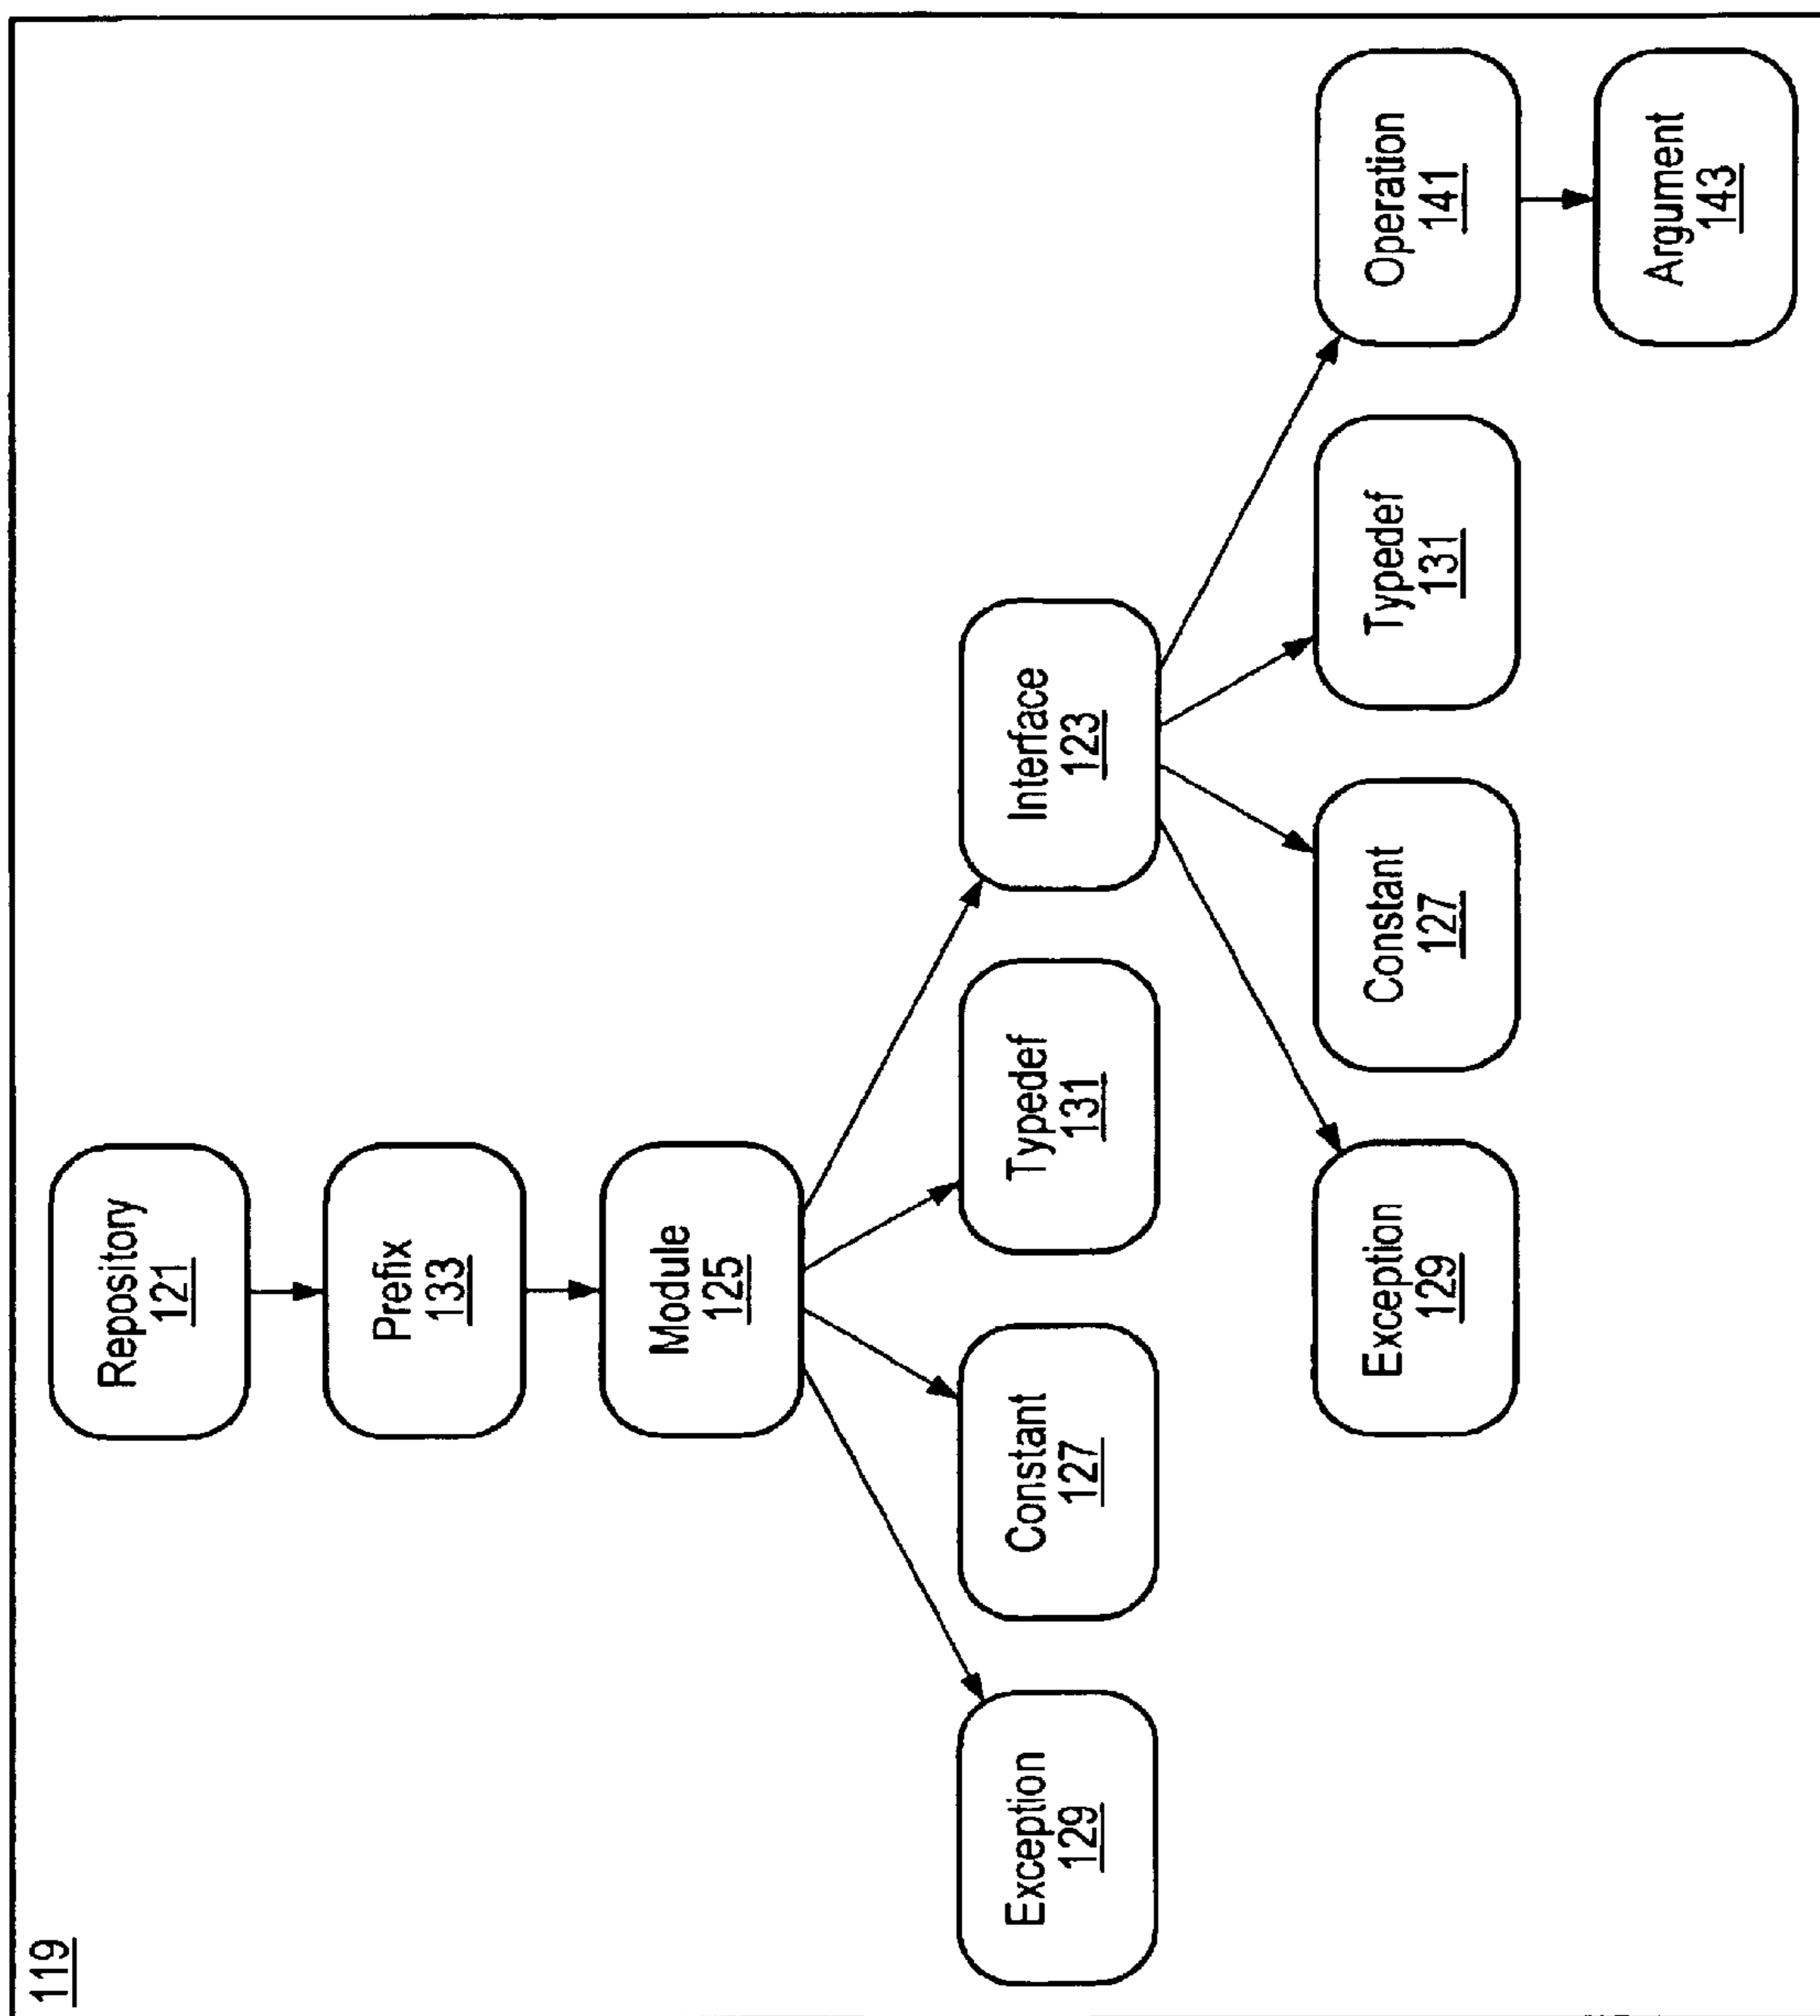 119
Repository
121
Prefix
133
Module
125
Exception
129
Constant
127
Typedef
131
Interface
123
Exception
129
Constant
127
Typedef
131
Operation
141
Argument
143